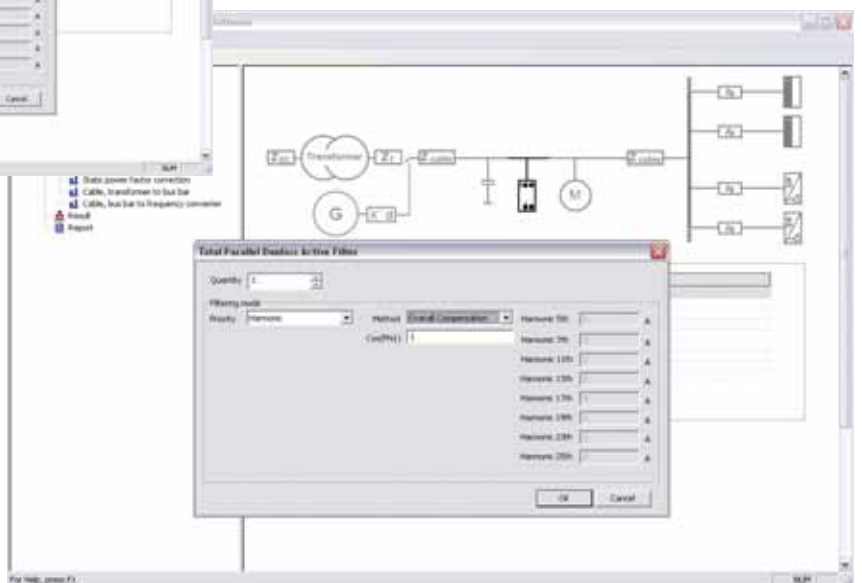 A
A
A
A
A
A
Cancel
NUM
Static power factor correction
Cable, transformer to bus bar
Cable, bus bar to frequency converter
Result
Report
Transformer
Z cable
Z cable
G
M
Total Parallel Danfoss Active Filter
Quantity 1
Filtering mode
Priority Harmonic
Method Overall Compensation
Cos(Phi) 1
Harmonic 5th A
Harmonic 7th A
Harmonic 11th A
Harmonic 13th A
Harmonic 17th A
Harmonic 19th A
Harmonic 23th A
Harmonic 25th A
OK Cancel
For Help, press F1
NUM